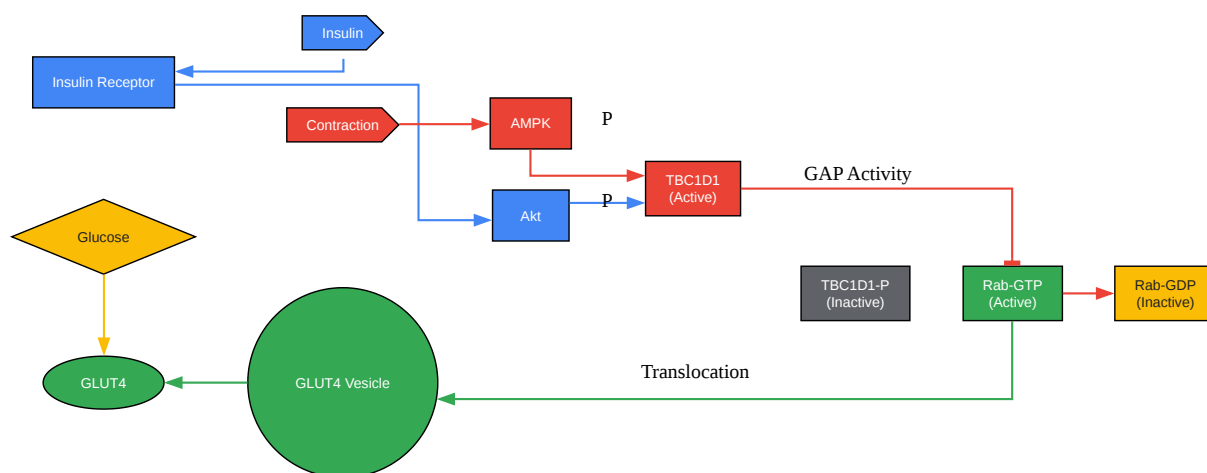 Insulin
Insulin Receptor
Contraction
AMPK
P
TBC1D1
(Active)
GAP Activity
P
Akt
Glucose
TBC1D1-P
(Inactive)
Rab-GTP
(Active)
Rab-GDP
(Inactive)
GLUT4
GLUT4 Vesicle
Translocation